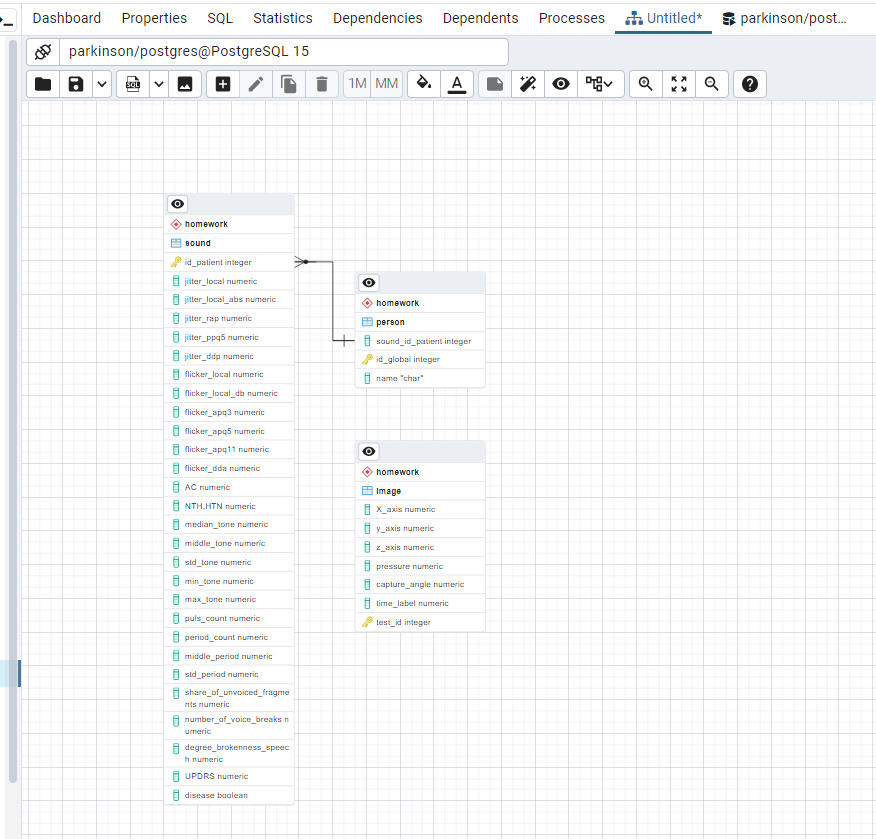 Dashboard Properties SQL Statistics Dependencies Dependents Processes Untitled* parkinson/post...
parkinson/postgres@PostgreSQL 15
SQL 1M MM A
homework
sound
id_patient integer
jitter_local numeric
jitter_local_abs numeric
jitter_rap numeric
jitter_ppq5 numeric
jitter_ddp numeric
flicker_local numeric
flicker_local_db numeric
flicker_apq3 numeric
flicker_apq5 numeric
flicker_apq11 numeric
flicker_dda numeric
AC numeric
NTH,HTN numeric
median_tone numeric
middle_tone numeric
std_tone numeric
min_tone numeric
max_tone numeric
puls_count numeric
period_count numeric
middle_period numeric
std_period numeric
share_of_unvoiced_fragme
nts numeric
number_of_voice_breaks n
umeric
degree_brokenness_speec
h numeric
UPDRS numeric
disease boolean
homework
person
sound_id_patient integer
id_global integer
name "char"
homework
image
X_axis numeric
y_axis numeric
z_axis numeric
pressure numeric
capture_angle numeric
time_label numeric
test_id integer